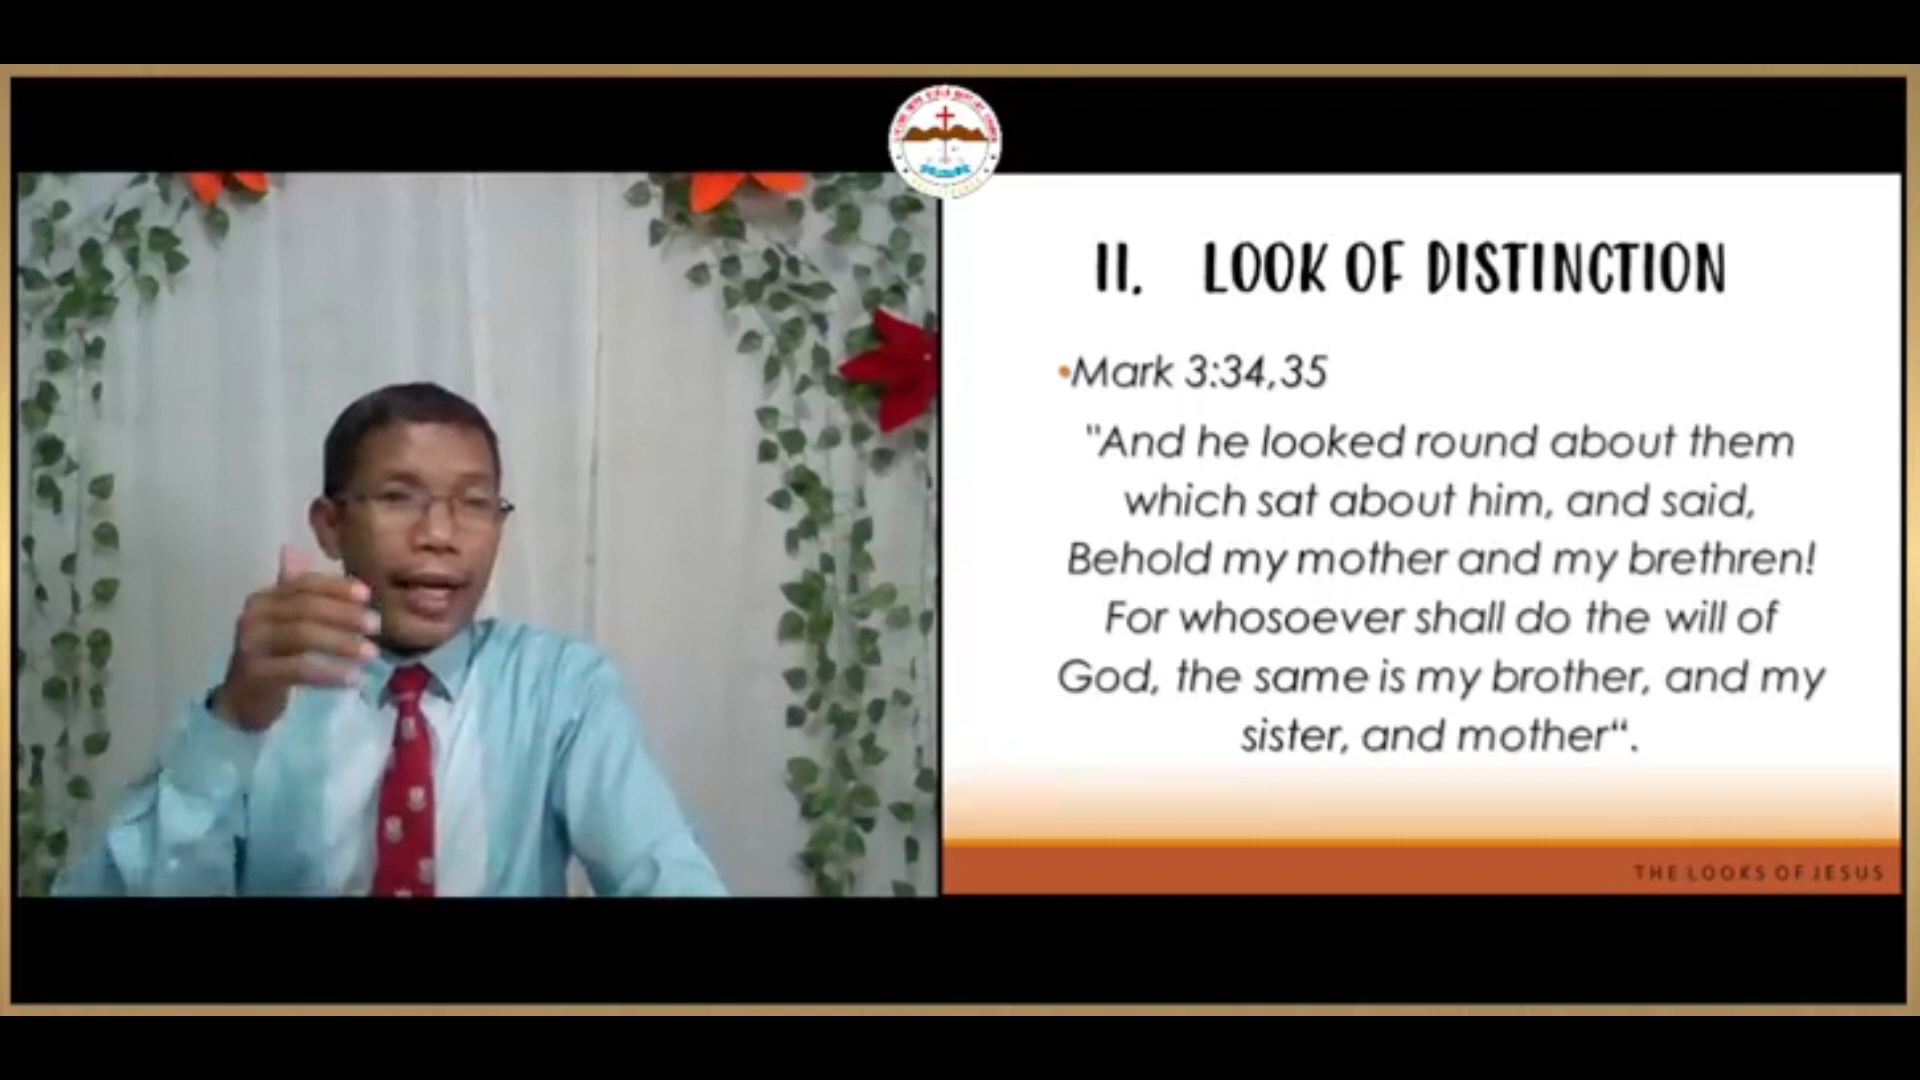 II. LOOK OF DISTINCTION
•Mark 3:34,35
"And he looked round about them
which sat about him, and said,
Behold my mother and my brethren!
For whosoever shall do the will of
God, the same is my brother, and my
sister, and mother“.
THE LOOKS OF JESUS